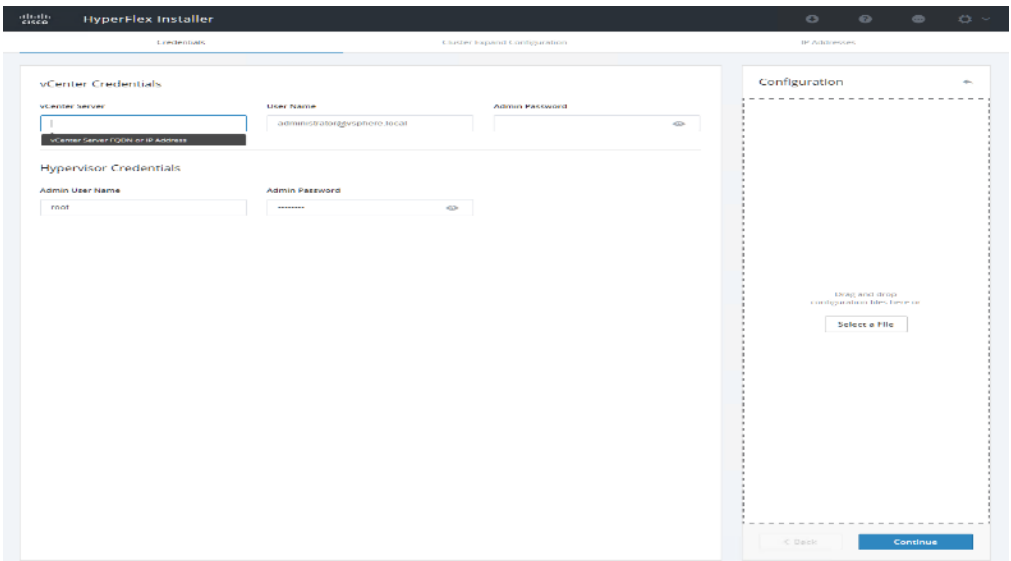 cisco HyperFlex Installer
Credentials Cluster Expand Configuration IP Addresses
vCenter Credentials
vCenter Server User Name Admin Password
administrator@vsphere.local
vCenter Server FQDN or IP Address
Hypervisor Credentials
Admin User Name Admin Password
root ••••••••
Configuration
Drag and drop
configuration files here or
Select a File
< Back Continue